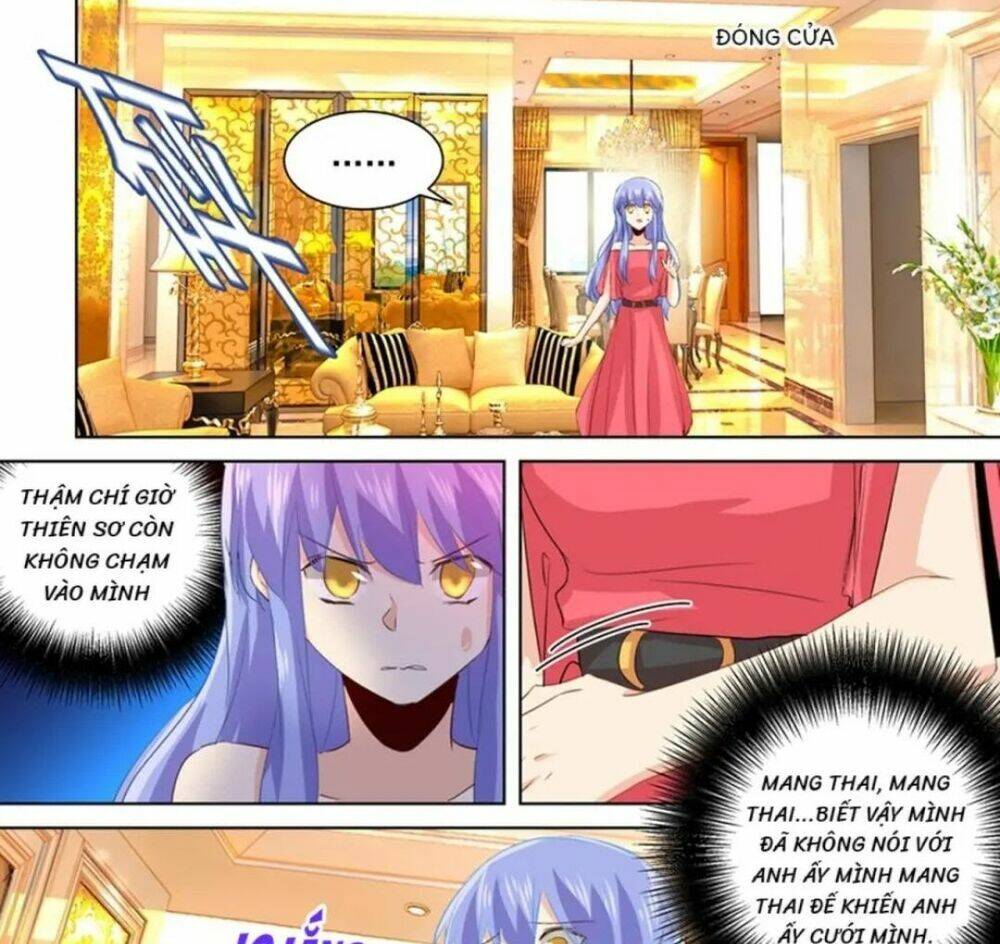 ĐÓNG CỬA
.......
THẬM CHÍ GIỜ
THIÊN SƠ CÒN
KHÔNG CHẠM
VÀO MÌNH
MANG THAI, MANG
THAI...BIẾT VẬY MÌNH
ĐÃ KHÔNG NÓI VỚI
ANH ẤY MÌNH MANG
THAI ĐỂ KHIẾN ANH
ẤY CƯỚI MÌNH.